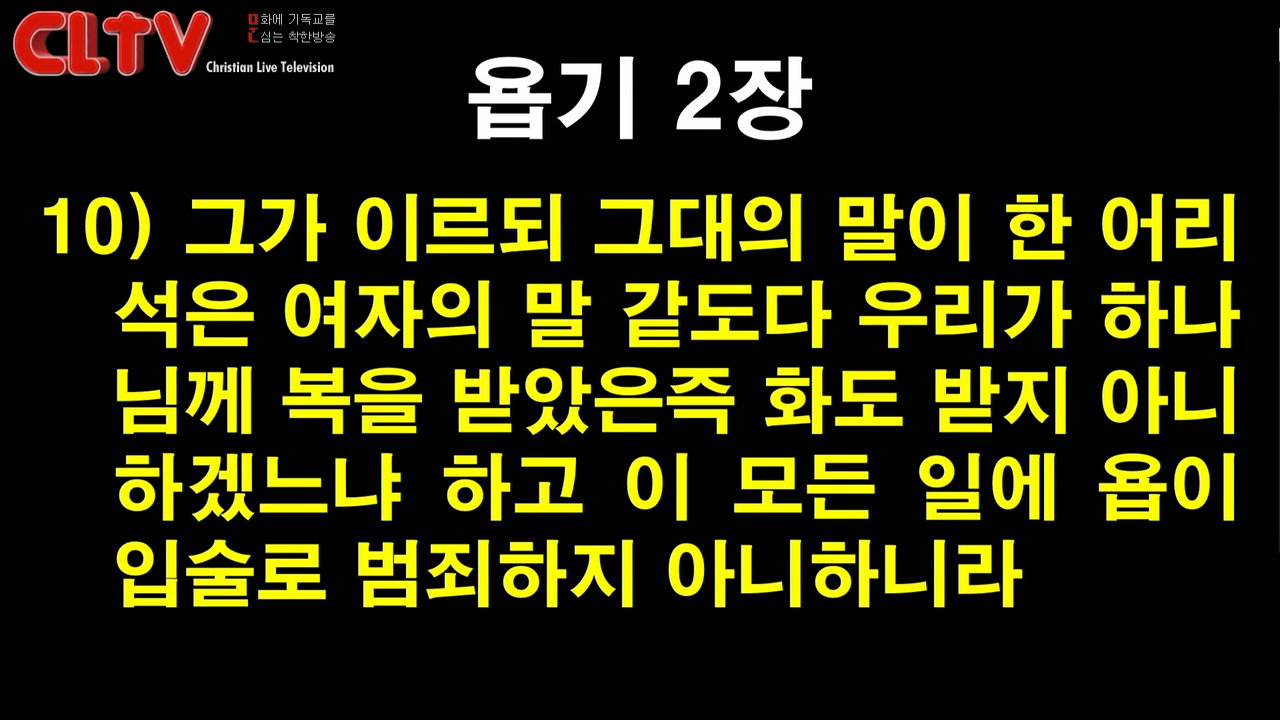 CLTV
문화에 기독교를
심는 착한방송
Christian Live Television
욥기 2장
10) 그가 이르되 그대의 말이 한 어리
석은 여자의 말 같도다 우리가 하나
님께 복을 받았은즉 화도 받지 아니
하겠느냐 하고 이 모든 일에 욥이
입술로 범죄하지 아니하니라